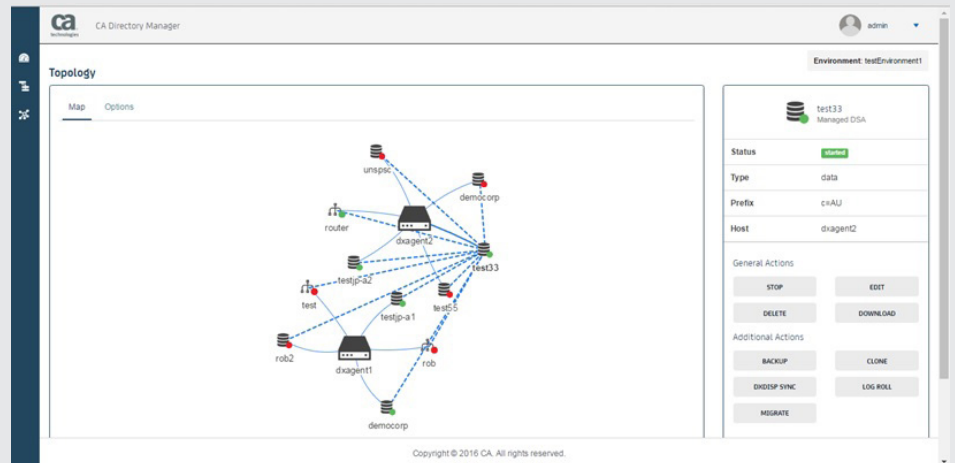 ca
technologies
CA Directory Manager
admin
Environment: testEnvironment1
Topology
Map
Options
unspsc
democorp
router
dxagent2
test33
testjp-a2
test
testjp-a1
test55
rob2
dxagent1
rob
democorp
test33
Managed DSA
Status started
Type data
Prefix c=AU
Host dxagent2
General Actions
STOP EDIT
DELETE DOWNLOAD
Additional Actions
BACKUP CLONE
DXDISP SYNC LOG ROLL
MIGRATE
Copyright © 2016 CA. All rights reserved.